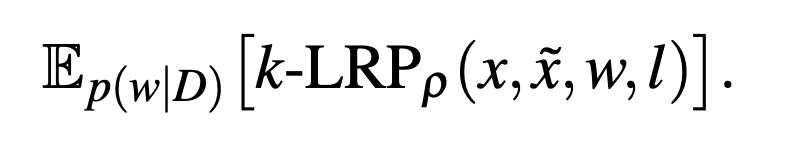 𝔼_{p(w|D)} [k-LRP_ρ(x, x̃, w, l)].